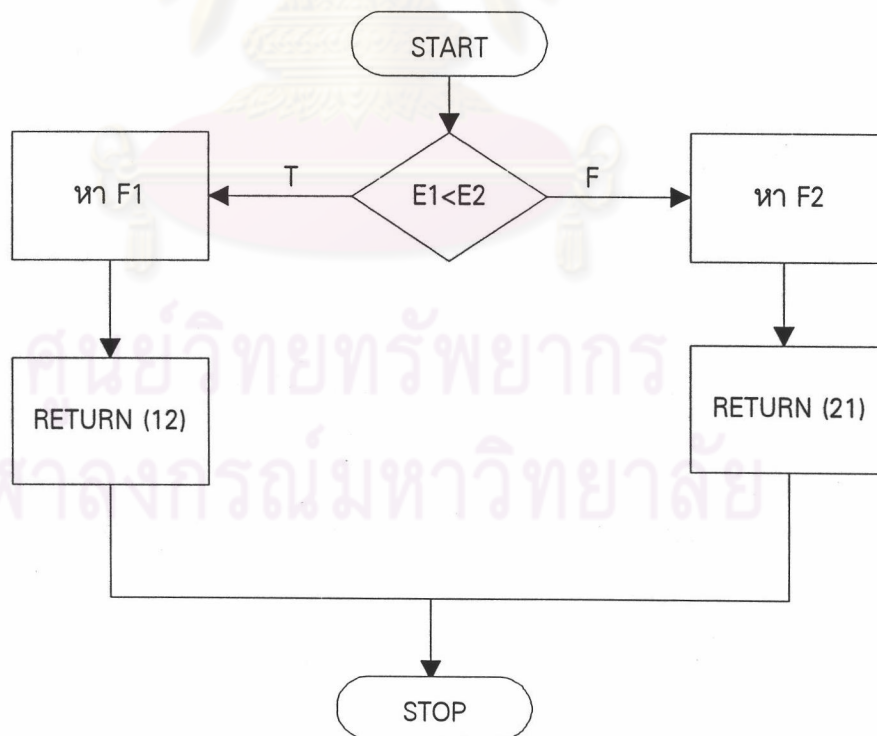 START
T
E1<E2
F
หา F1
หา F2
RETURN (12)
RETURN (21)
STOP
ศูนย์วิทยทรัพยากร
ฬาลงกรณ์มหาวิทยาลัย